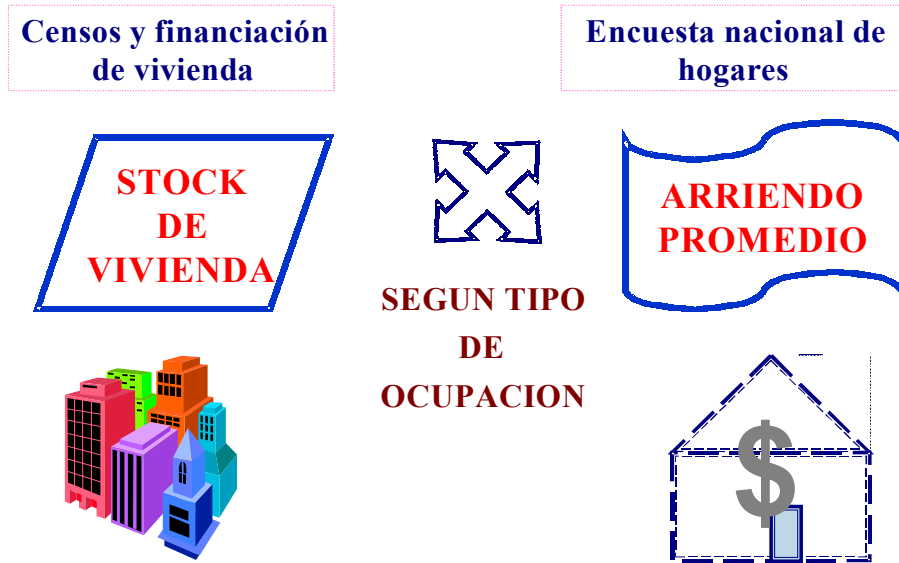 Censos y financiación
de vivienda
Encuesta nacional de
hogares
STOCK
DE
VIVIENDA
ARRIENDO
PROMEDIO
SEGUN TIPO
DE
OCUPACION
$